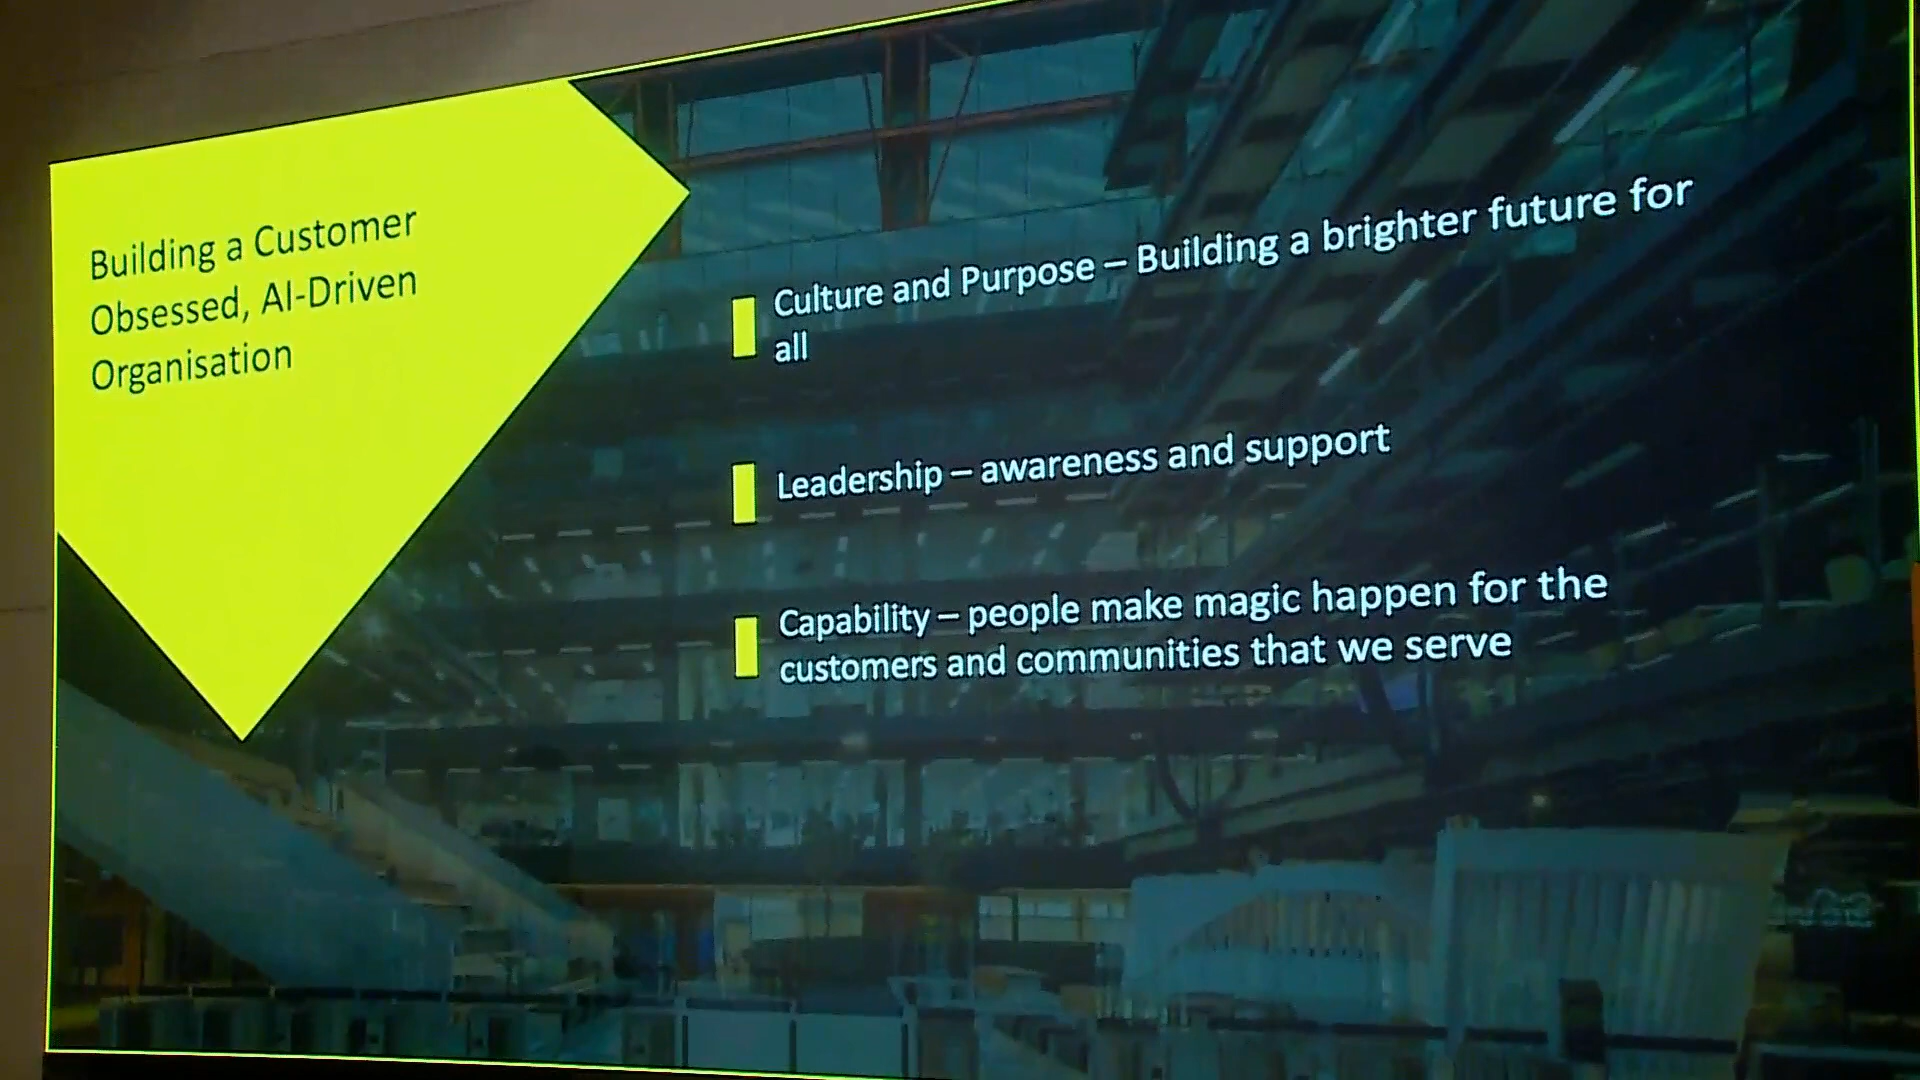 Building a Customer
Obsessed, AI-Driven
Organisation
Culture and Purpose – Building a brighter future for
all
Leadership – awareness and support
Capability – people make magic happen for the
customers and communities that we serve